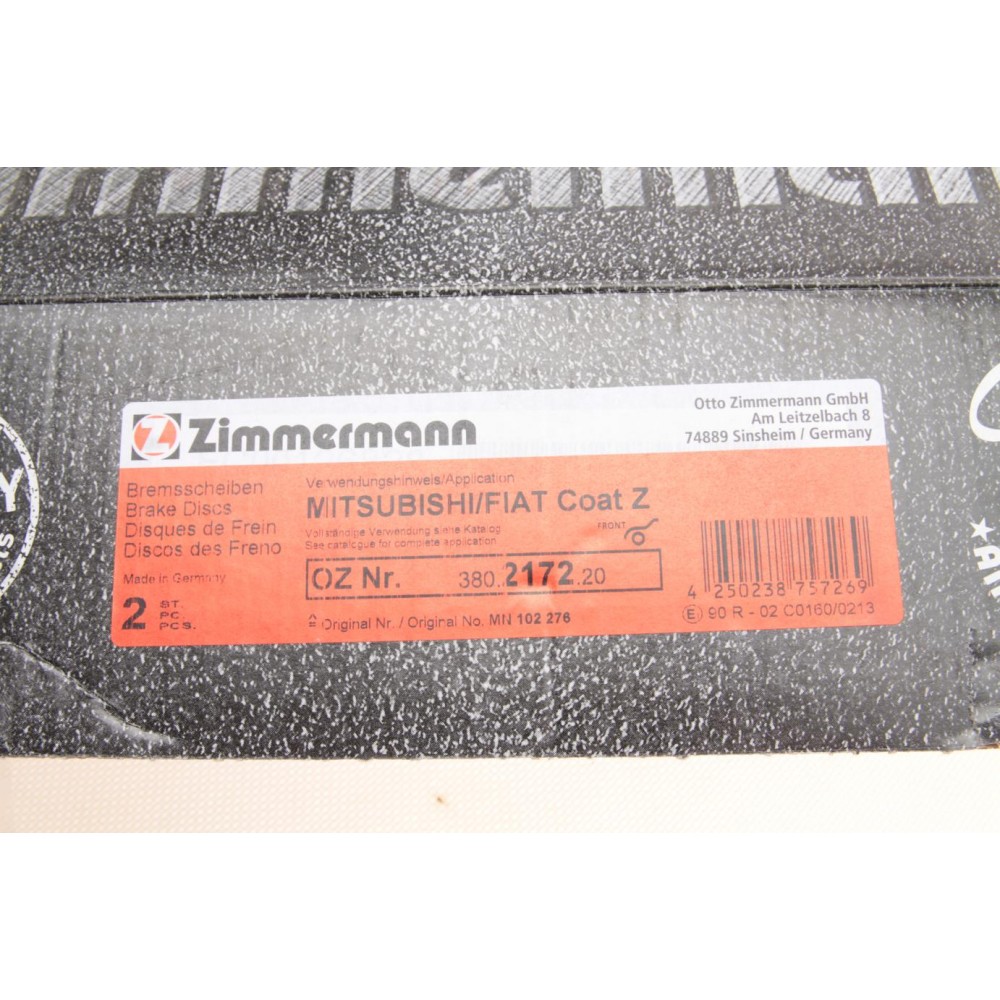 Zimmermann
Otto Zimmermann GmbH
Am Leitzelbach 8
74889 Sinsheim / Germany
Bremsscheiben
Brake Discs
Disques de Frein
Discos des Freno
Made in Germany
2 ST.
PC.
PCS.
Verwendungshinweis/Application
MITSUBISHI/FIAT Coat Z
Vollständige Verwendung siehe Katalog
See catalogue for complete application
FRONT
OZ Nr. 380.2172.20
≙ Original Nr. / Original No. MN 102 276
4 250238 757269
E1 90 R - 02 C0160/0213